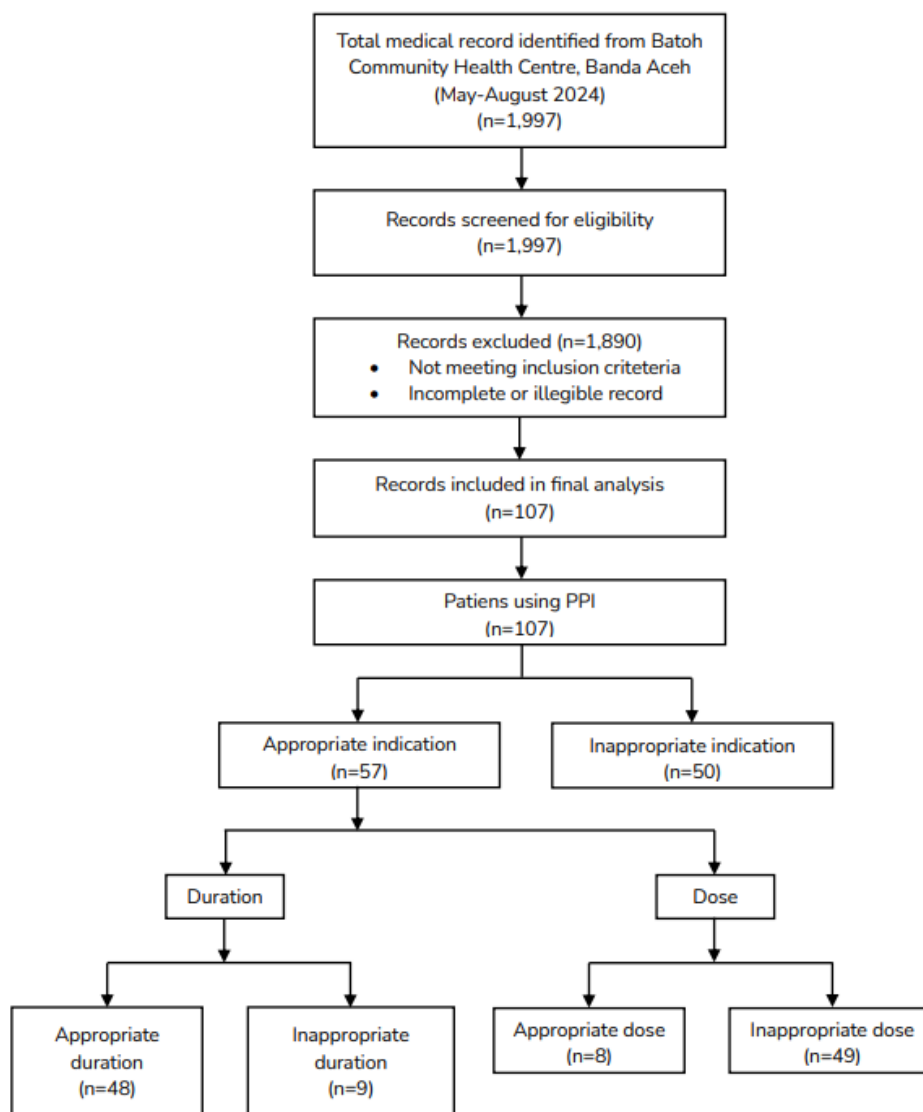 Total medical record identified from Batoh
Community Health Centre, Banda Aceh
(May-August 2024)
(n=1,997)
Records screened for eligibility
(n=1,997)
Records excluded (n=1,890)
• Not meeting inclusion criteteria
• Incomplete or illegible record
Records included in final analysis
(n=107)
Patiens using PPI
(n=107)
Appropriate indication
(n=57)
Inappropriate indication
(n=50)
Duration
Dose
Appropriate
duration
(n=48)
Inappropriate
duration
(n=9)
Appropriate dose
(n=8)
Inappropriate dose
(n=49)